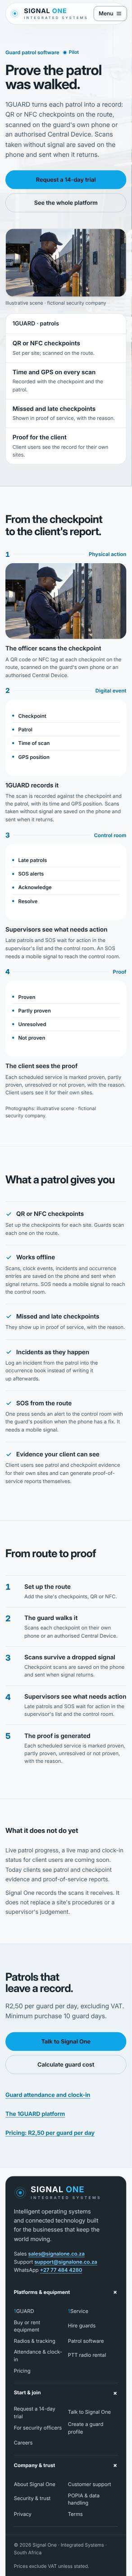 SIGNAL ONE
INTEGRATED SYSTEMS
Menu
Guard patrol software
Pilot
Prove the patrol
was walked.
1GUARD turns each patrol into a record:
QR or NFC checkpoints on the route,
scanned on the guard's own phone or an
authorised Central Device. Scans
taken without signal are saved on the
phone and sent when it returns.
Request a 14-day trial
See the whole platform
Illustrative scene · fictional security company
1GUARD · patrols
QR or NFC checkpoints
Set per site; scanned on the route.
Time and GPS on every scan
Recorded with the checkpoint and the
patrol.
Missed and late checkpoints
Shown in proof of service, with the reason.
Proof for the client
Client users see the record for their own
sites.
From the checkpoint
to the client's report.
1
Physical action
The officer scans the checkpoint
A QR code or NFC tag at each checkpoint on the
route, scanned on the guard's own phone or an
authorised Central Device.
2
Digital event
Checkpoint
Patrol
Time of scan
GPS position
1GUARD records it
The scan is recorded against the checkpoint and
the patrol, with its time and GPS position. Scans
taken without signal are saved on the phone and
sent when it returns.
3
Control room
Late patrols
SOS alerts
Acknowledge
Resolve
Supervisors see what needs action
Late patrols and SOS wait for action in the
supervisor's list and the control room. An SOS
needs a mobile signal to reach the control room.
4
Proof
Proven
Partly proven
Unresolved
Not proven
The client sees the proof
Each scheduled service is marked proven, partly
proven, unresolved or not proven, with the reason.
Client users see it for their own sites.
Photographs: illustrative scene · fictional
security company.
What a patrol gives you
QR or NFC checkpoints
Set up the checkpoints for each site. Guards scan
each one on the route.
Works offline
Scans, clock events, incidents and occurrence
entries are saved on the phone and sent when
signal returns. SOS needs a mobile signal to reach
the control room.
Missed and late checkpoints
They show up in proof of service, with the reason.
Incidents as they happen
Log an incident from the patrol into the
occurrence book instead of writing it
up afterwards.
SOS from the route
One press sends an alert to the control room with
the last GPS position when the phone has a fix. It
needs a mobile signal.
Evidence your client can see
Client users see patrol and checkpoint evidence
for their own sites and can generate proof-of-
service reports themselves.
From route to proof
1
Set up the route
Add the site's checkpoints, QR or NFC.
2
The guard walks it
Scans each checkpoint on their own
phone or an authorised Central Device.
3
Scans survive a dropped signal
Checkpoint scans are saved on the phone
and sent when signal returns.
4
Supervisors see what needs action
Late patrols and SOS wait for action in the
supervisor's list and the control room.
5
The proof is generated
Each scheduled service is marked proven,
partly proven, unresolved or not proven,
with the reason.
What it does not do yet
Live patrol progress, a live map and clock-in
status for client users are coming soon.
Today clients see patrol and checkpoint
evidence and proof-of-service reports.
Signal One records the scans it receives. It
does not replace a site's procedures or a
supervisor's judgement.
Patrols that
leave a record.
R2,50 per guard per day, excluding VAT.
Minimum purchase 10 guard days.
Talk to Signal One
Calculate guard cost
Guard attendance and clock-in
The 1GUARD platform
Pricing: R2,50 per guard per day
SIGNAL ONE
INTEGRATED SYSTEMS
Intelligent operating systems
and connected technology built
for the businesses that keep the
world moving.
Sales sales@signalone.co.za
Support support@signalone.co.za
WhatsApp +27 77 484 4280
Platforms & equipment
1GUARD
1Service
Buy or rent
equipment
Hire guards
Radios & tracking
Patrol software
Attendance & clock-
in
PTT radio rental
Pricing
Start & join
Request a 14-day
trial
Talk to Signal One
For security officers
Create a guard
profile
Careers
Company & trust
About Signal One
Customer support
Security & trust
POPIA & data
handling
Privacy
Terms
© 2026 Signal One · Integrated Systems ·
South Africa
Prices exclude VAT unless stated.